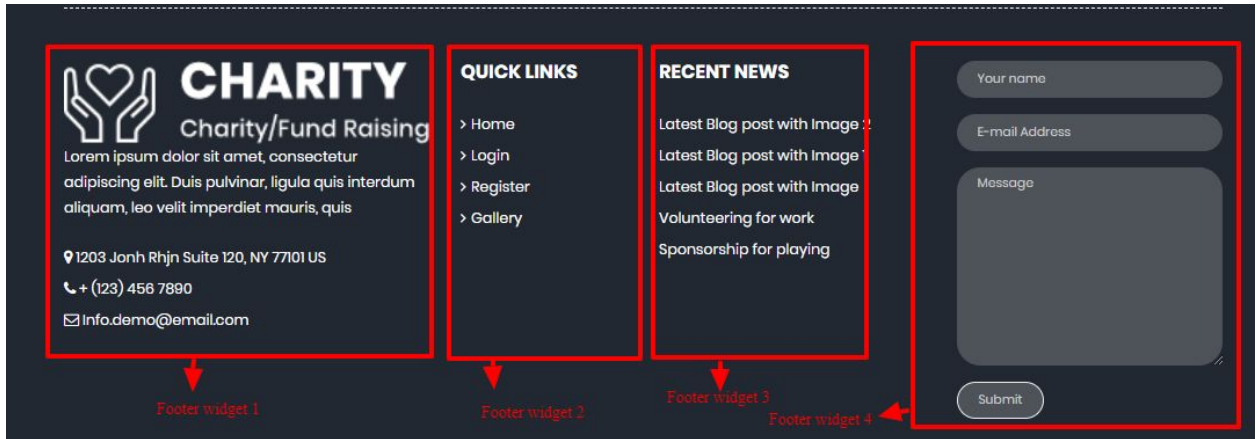 CHARITY
Charity/Fund Raising
Lorem ipsum dolor sit amet, consectetur
adipiscing elit. Duis pulvinar, ligula quis interdum
aliquam, leo velit imperdiet mauris, quis
1203 Jonh Rhjn Suite 120, NY 77101 US
+ (123) 456 7890
Info.demo@email.com
Footer widget 1
QUICK LINKS
> Home
> Login
> Register
> Gallery
Footer widget 2
RECENT NEWS
Latest Blog post with Image 2
Latest Blog post with Image 1
Latest Blog post with Image
Volunteering for work
Sponsorship for playing
Footer widget 3
Your name
E-mail Address
Message
Submit
Footer widget 4